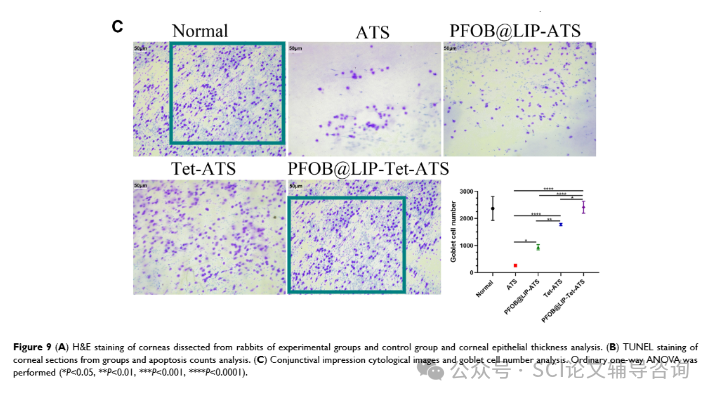 C
Normal
ATS
PFOB@LIP-ATS
50μm
50μm
50μm
Tet-ATS
PFOB@LIP-Tet-ATS
50μm
50μm
Goblet cell number
3000
2000
1000
0
****
****
*
****
**
*
Normal
ATS
PFOB@LIP-ATS
Tet-ATS
PFOB@LIP-Tet-ATS
Figure 9 (A) H&E staining of corneas dissected from rabbits of experimental groups and control group and corneal epithelial thickness analysis. (B) TUNEL staining of
corneal sections from groups and apoptosis counts analysis. (C) Conjunctival impression cytological images and goblet cell number analysis. Ordinary one-way ANOVA was
performed (*P<0.05, **P<0.01, ***P<0.001, ****P<0.0001).
公众号 · SCI论文辅导咨询